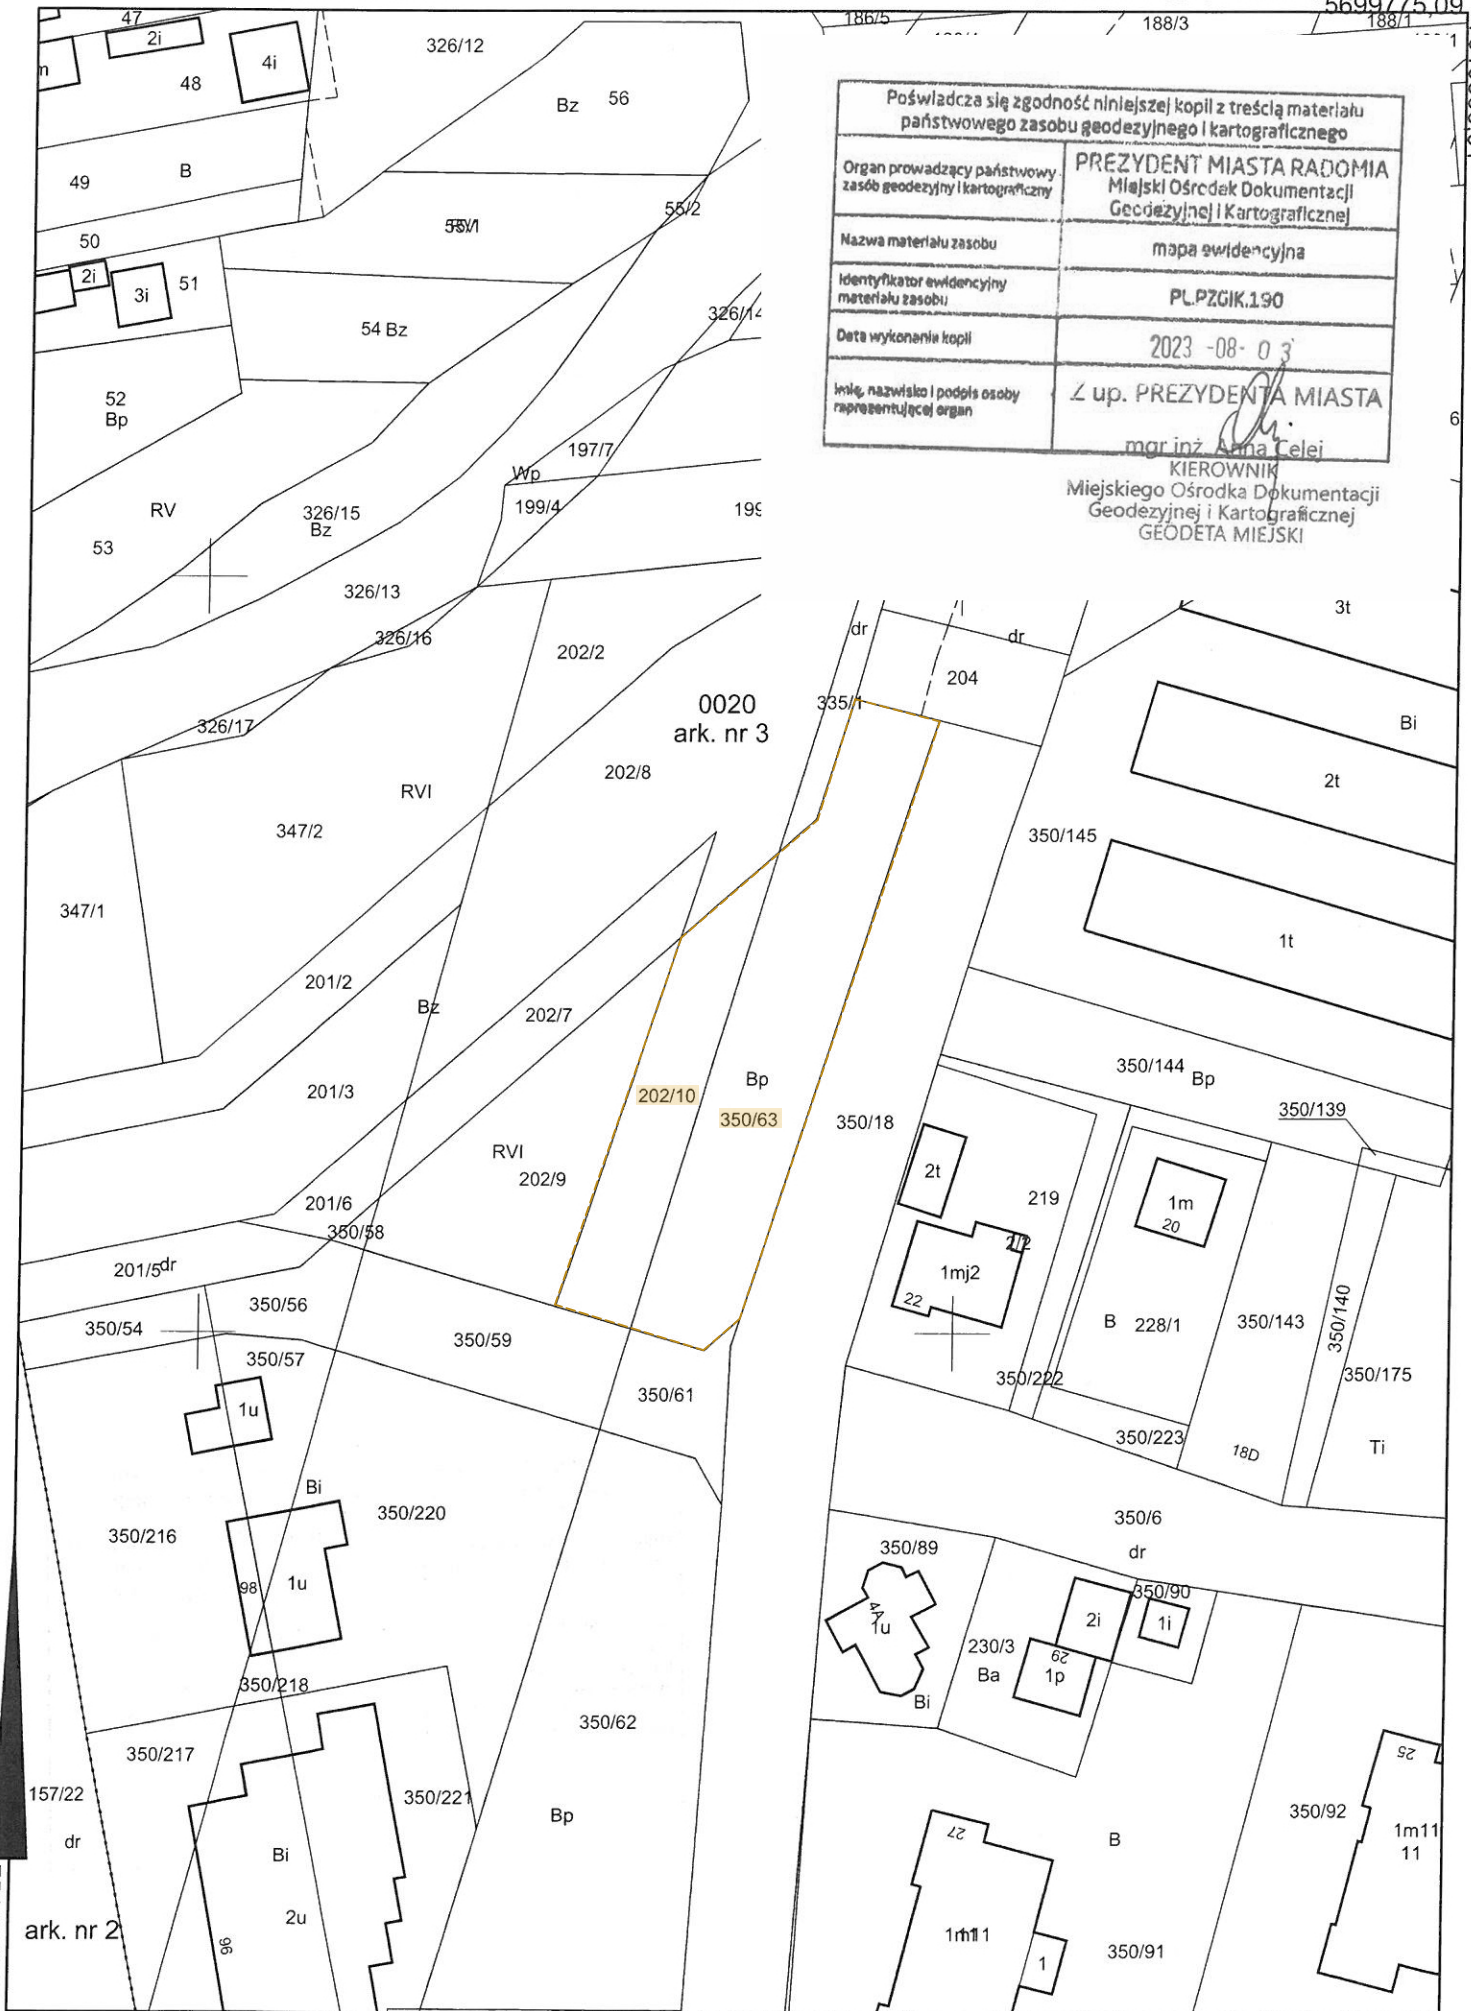 5699775,09
47
2i
4i
326/12
186/5
188/3
188/1
48
Bz
56
49
B
50
2i
3i
51
55/2
54 Bz
326/14
52
Bp
197/7
Wp
199/4
199
RV
53
326/15
Bz
326/13
326/16
326/17
Poświadcza się zgodność niniejszej kopii z treścią materiału
państwowego zasobu geodezyjnego i kartograficznego
Organ prowadzący państwowy
zasób geodezyjny i kartograficzny
PREZYDENT MIASTA RADOMIA
Miejski Ośrodek Dokumentacji
Geodezyjnej i Kartograficznej
Nazwa materiału zasobu
mapa ewidencyjna
Identyfikator ewidencyjny
materiału zasobu
PL.PZGIK.190
Data wykonania kopii
2023 -08- 03
Imię, nazwisko i podpis osoby
reprezentującej organ
Z up. PREZYDENTA MIASTA
mgr inż. Anna Celej
KIEROWNIK
Miejskiego Ośrodka Dokumentacji
Geodezyjnej i Kartograficznej
GEODETA MIEJSKI
6
dr
dr
3t
202/2
204
0020
ark. nr 3
335/1
Bi
202/8
2t
RVI
347/2
350/145
347/1
1t
201/2
Bz
202/7
350/144
Bp
Bp
201/3
202/10
350/63
350/18
350/139
RVI
202/9
2t
219
1m
20
201/6
350/58
2/2
201/5
dr
1mj2
22
350/56
350/54
350/59
B
228/1
350/143
350/140
350/57
350/61
350/222
350/175
1u
350/223
18D
Ti
Bi
350/220
350/6
350/216
dr
350/89
98
1u
350/90
4A
1u
2i
1i
230/3
Ba
29
1p
350/218
Bi
350/62
350/217
25
157/22
350/221
Bp
350/92
dr
27
B
1m11
11
Bi
2u
ark. nr 2
96
1
350/91